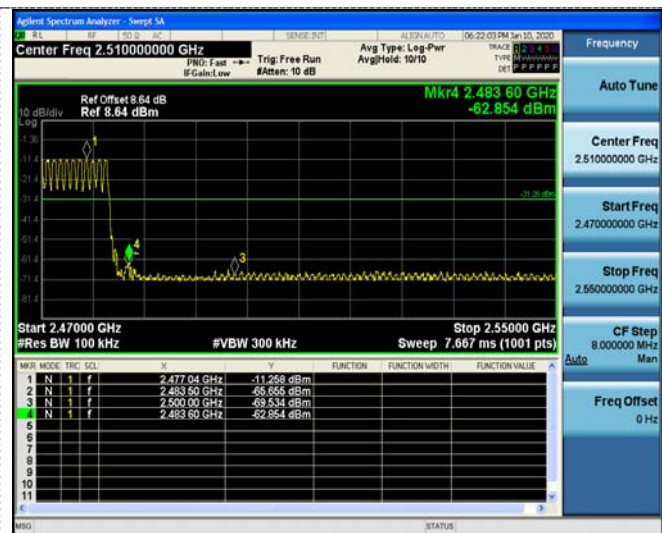 Agilent Spectrum Analyzer - Swept SA
RL RF 50 Ω AC SENSE:INT ALIGN AUTO 06:22:03 PM Jan 10, 2020
Center Freq 2.510000000 GHz
PNO: Fast
IFGain:Low
Trig: Free Run
#Atten: 10 dB
Avg Type: Log-Pwr
Avg|Hold: 10/10
TRACE 1 2 3 4 5 6
TYPE
DET P P P P P P
Mkr4 2.483 60 GHz
-62.854 dBm
Ref Offset 8.64 dB
10 dB/div Ref 8.64 dBm
Log
-1.36
-11.4
-21.4
-31.4
-41.4
-51.4
-61.4
-71.4
-81.4
1
4
3
Start 2.47000 GHz Stop 2.55000 GHz
#Res BW 100 kHz #VBW 300 kHz Sweep 7.667 ms (1001 pts)
MKR MODE TRC SCL X Y FUNCTION FUNCTION WIDTH FUNCTION VALUE
1 N 1 f 2.477 04 GHz -11.258 dBm
2 N 1 f 2.483 50 GHz -65.655 dBm
3 N 1 f 2.500 00 GHz -69.534 dBm
4 N 1 f 2.483 60 GHz -62.854 dBm
5
6
7
8
9
10
11
MSG STATUS
Frequency
Auto Tune
Center Freq
2.510000000 GHz
Start Freq
2.470000000 GHz
Stop Freq
2.550000000 GHz
CF Step
8.000000 MHz
Auto Man
Freq Offset
0 Hz